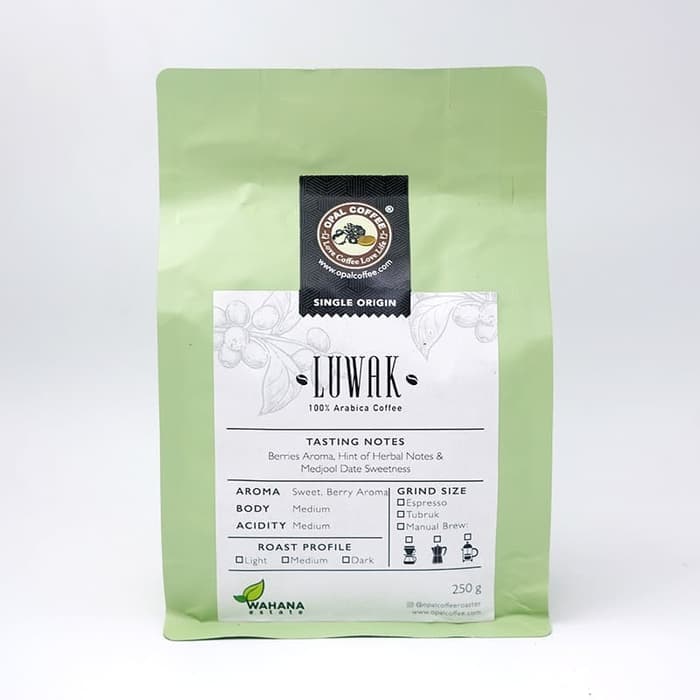 OPAL COFFEE ®
Love Coffee Love Life
www.opalcoffee.com
SINGLE ORIGIN
LUWAK
100% Arabica Coffee
TASTING NOTES
Berries Aroma, Hint of Herbal Notes &
Medjool Date Sweetness
AROMA Sweet, Berry Aroma
BODY Medium
ACIDITY Medium
ROAST PROFILE
Light Medium Dark
GRIND SIZE
Espresso
Tubruk
Manual Brew:
WAHANA
estate
250 g
@opalcoffeeroaster
www.opalcoffee.com